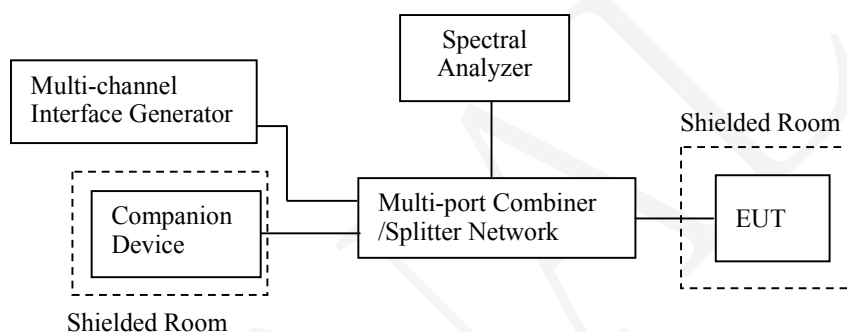 Spectral
Analyzer
Multi-channel
Interface Generator
Shielded Room
Companion
Device
Multi-port Combiner
/Splitter Network
EUT
Shielded Room